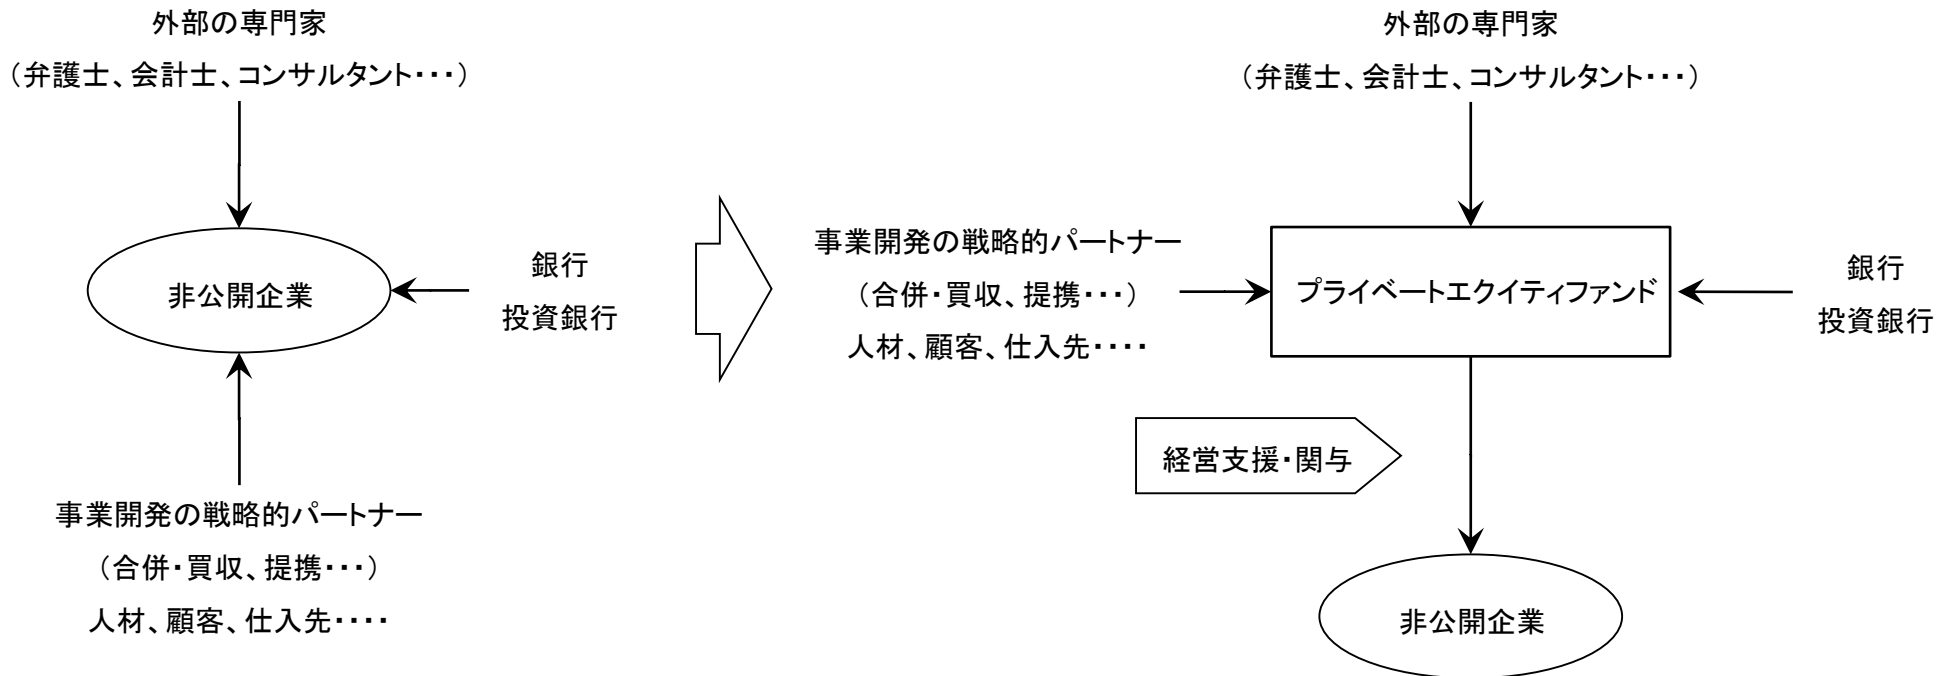 外部の専門家
（弁護士、会計士、コンサルタント・・・）
非公開企業
銀行
投資銀行
事業開発の戦略的パートナー
（合併・買収、提携・・・）
人材、顧客、仕入先・・・・
外部の専門家
（弁護士、会計士、コンサルタント・・・）
事業開発の戦略的パートナー
（合併・買収、提携・・・）
人材、顧客、仕入先・・・・
プライベートエクイティファンド
銀行
投資銀行
経営支援・関与
非公開企業